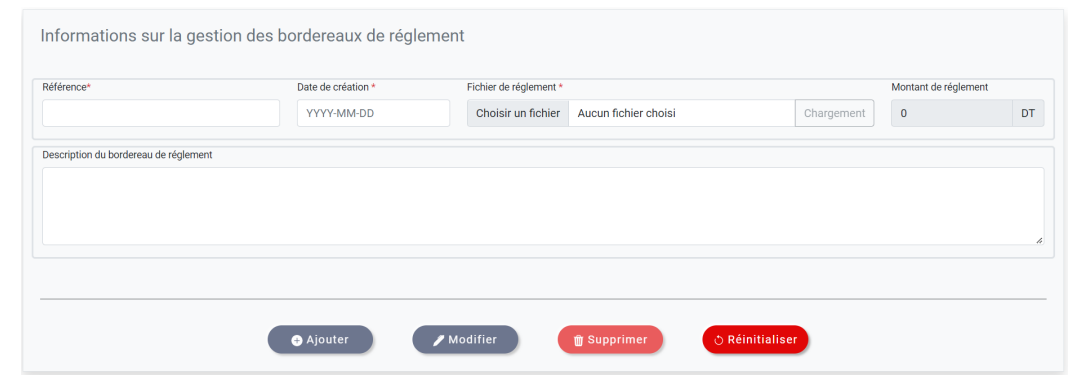 Informations sur la gestion des bordereaux de réglement
Référence* Date de création * Fichier de réglement * Montant de réglement
YYYY-MM-DD Choisir un fichier Aucun fichier choisi Chargement 0 DT
Description du bordereau de réglement
Ajouter Modifier Supprimer Réinitialiser